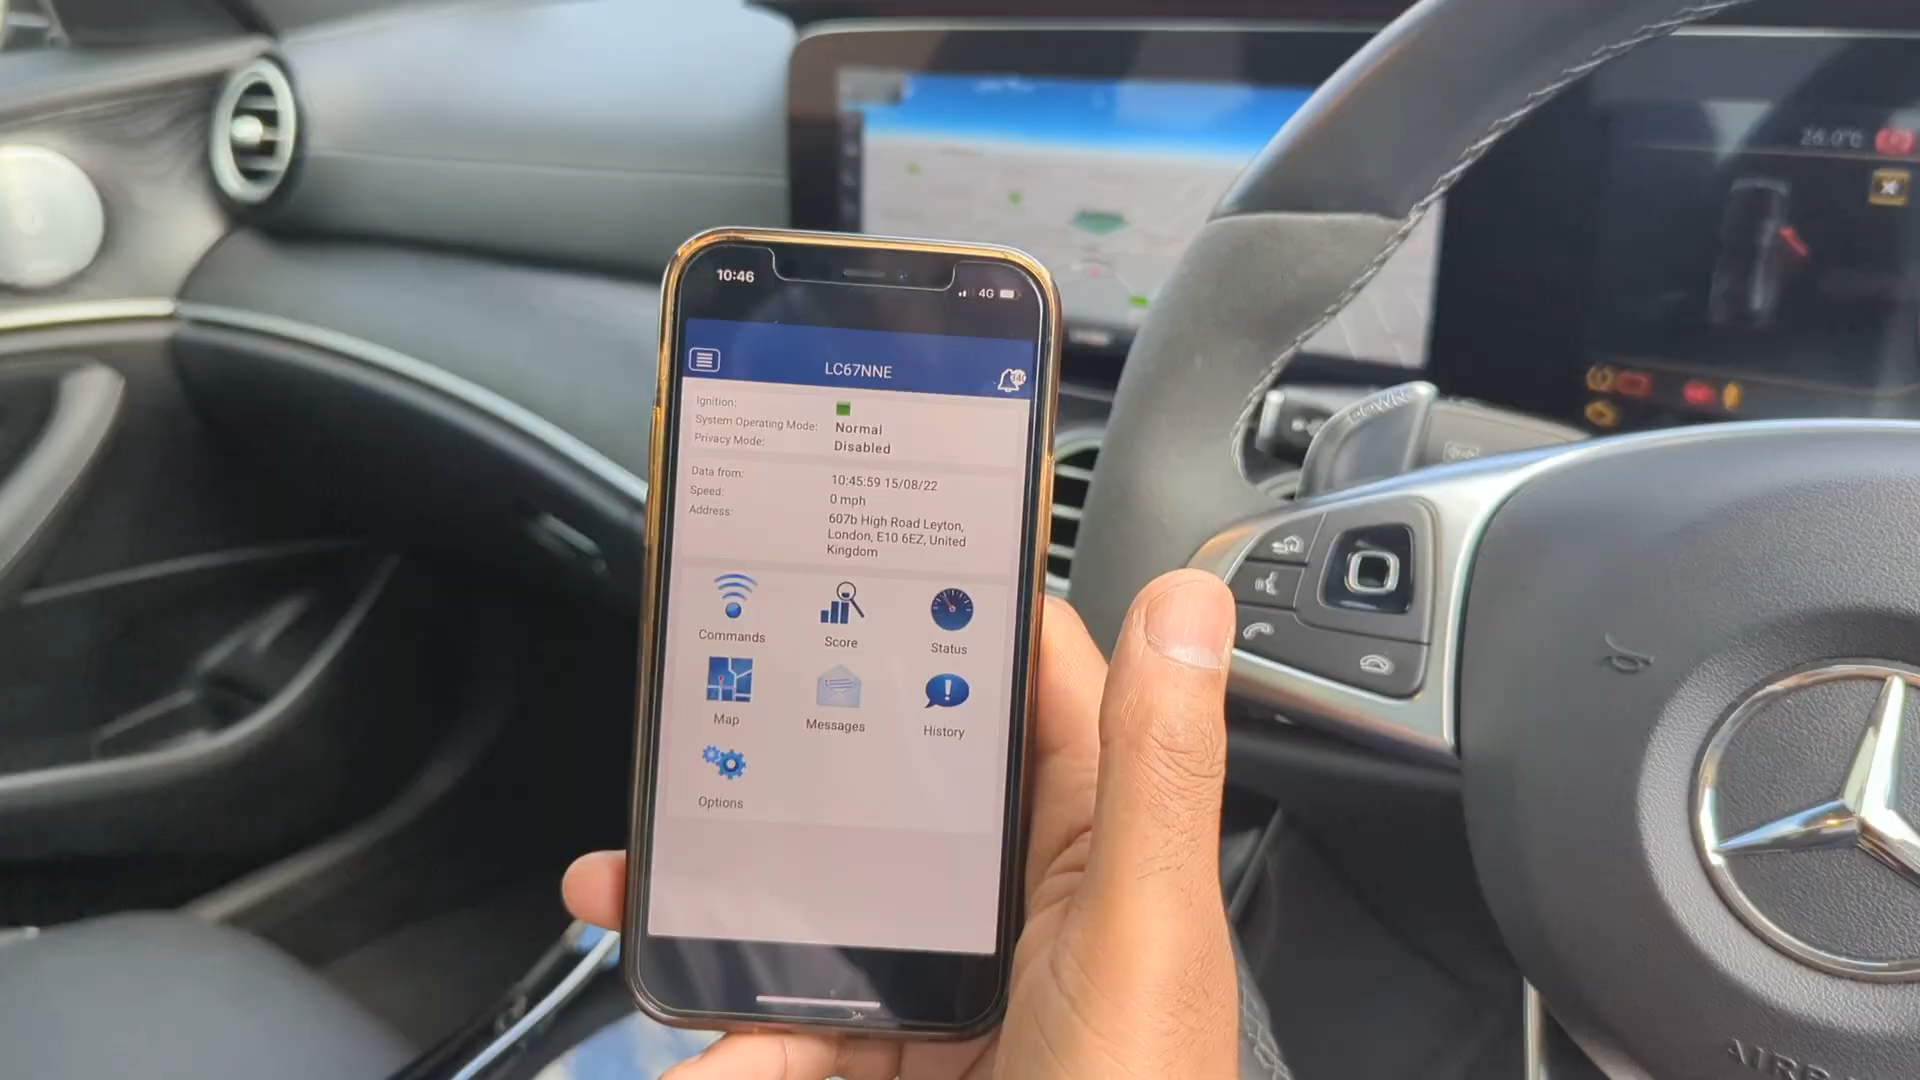 26.0°C
10:46
4G
LC67NNE
Ignition:
System Operating Mode: Normal
Privacy Mode: Disabled
Data from: 10:45:59 15/08/22
Speed: 0 mph
Address: 607b High Road Leyton,
London, E10 6EZ, United
Kingdom
Commands
Score
Status
Map
Messages
History
Options
DOWN